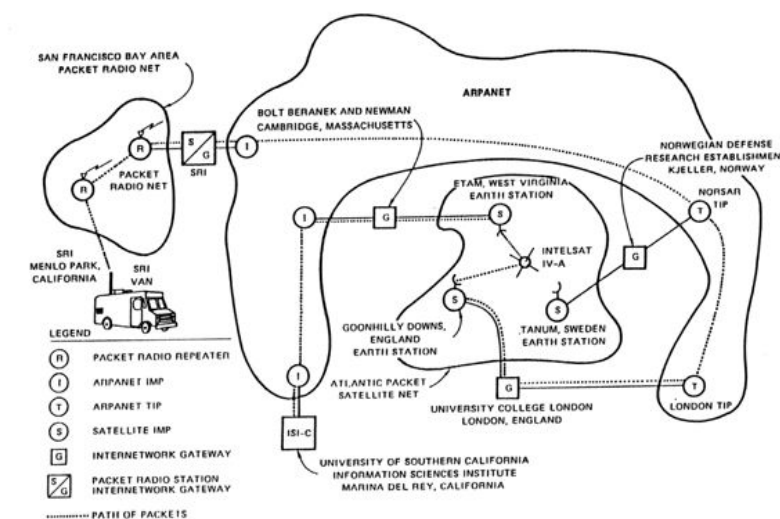 SAN FRANCISCO BAY AREA
PACKET RADIO NET
ARPANET
BOLT BERANEK AND NEWMAN
CAMBRIDGE, MASSACHUSETTS
NORWEGIAN DEFENSE
RESEARCH ESTABLISHMENT
KJELLER, NORWAY
R
PACKET
RADIO NET
S
G
SRI
I
R
ETAM, WEST VIRGINIA
EARTH STATION
NORSAR
TIP
T
I
G
S
INTELSAT
IV-A
G
SRI
MENLO PARK,
CALIFORNIA
SRI
VAN
S
S
GOONHILLY DOWNS,
ENGLAND
EARTH STATION
TANUM, SWEDEN
EARTH STATION
ATLANTIC PACKET
SATELLITE NET
I
G
T
UNIVERSITY COLLEGE LONDON
LONDON, ENGLAND
LONDON TIP
ISI-C
UNIVERSITY OF SOUTHERN CALIFORNIA
INFORMATION SCIENCES INSTITUTE
MARINA DEL REY, CALIFORNIA
LEGEND
R PACKET RADIO REPEATER
I ARPANET IMP
T ARPANET TIP
S SATELLITE IMP
G INTERNETWORK GATEWAY
S/G PACKET RADIO STATION
INTERNETWORK GATEWAY
PATH OF PACKETS